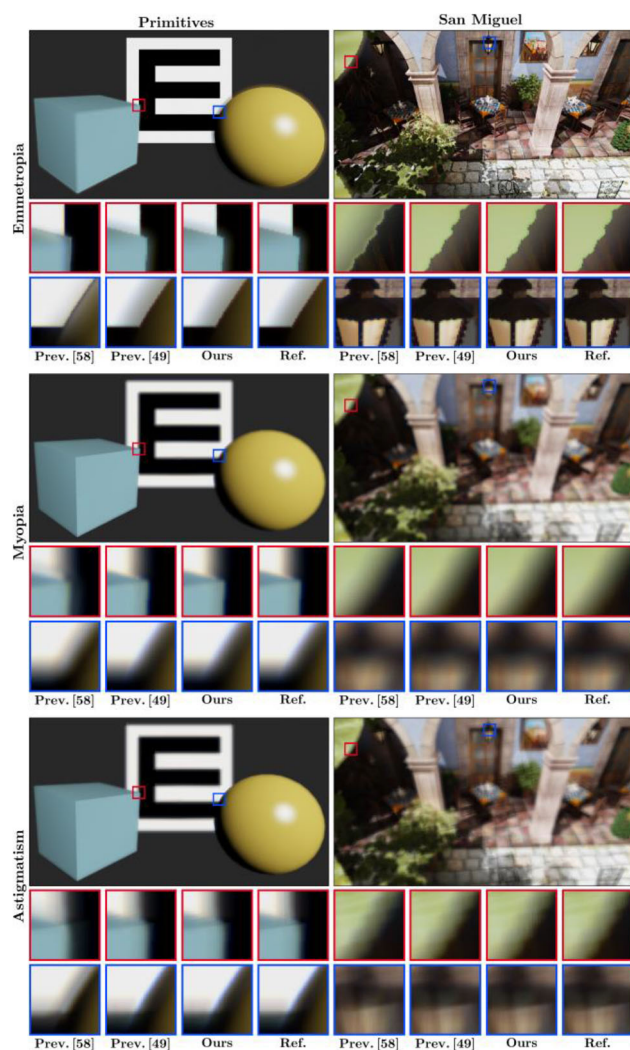 Primitives San Miguel
Emmetropia
E
Prev. [58] Prev. [49] Ours Ref. Prev. [58] Prev. [49] Ours Ref.
Myopia
E
Prev. [58] Prev. [49] Ours Ref. Prev. [58] Prev. [49] Ours Ref.
Astigmatism
E
Prev. [58] Prev. [49] Ours Ref. Prev. [58] Prev. [49] Ours Ref.